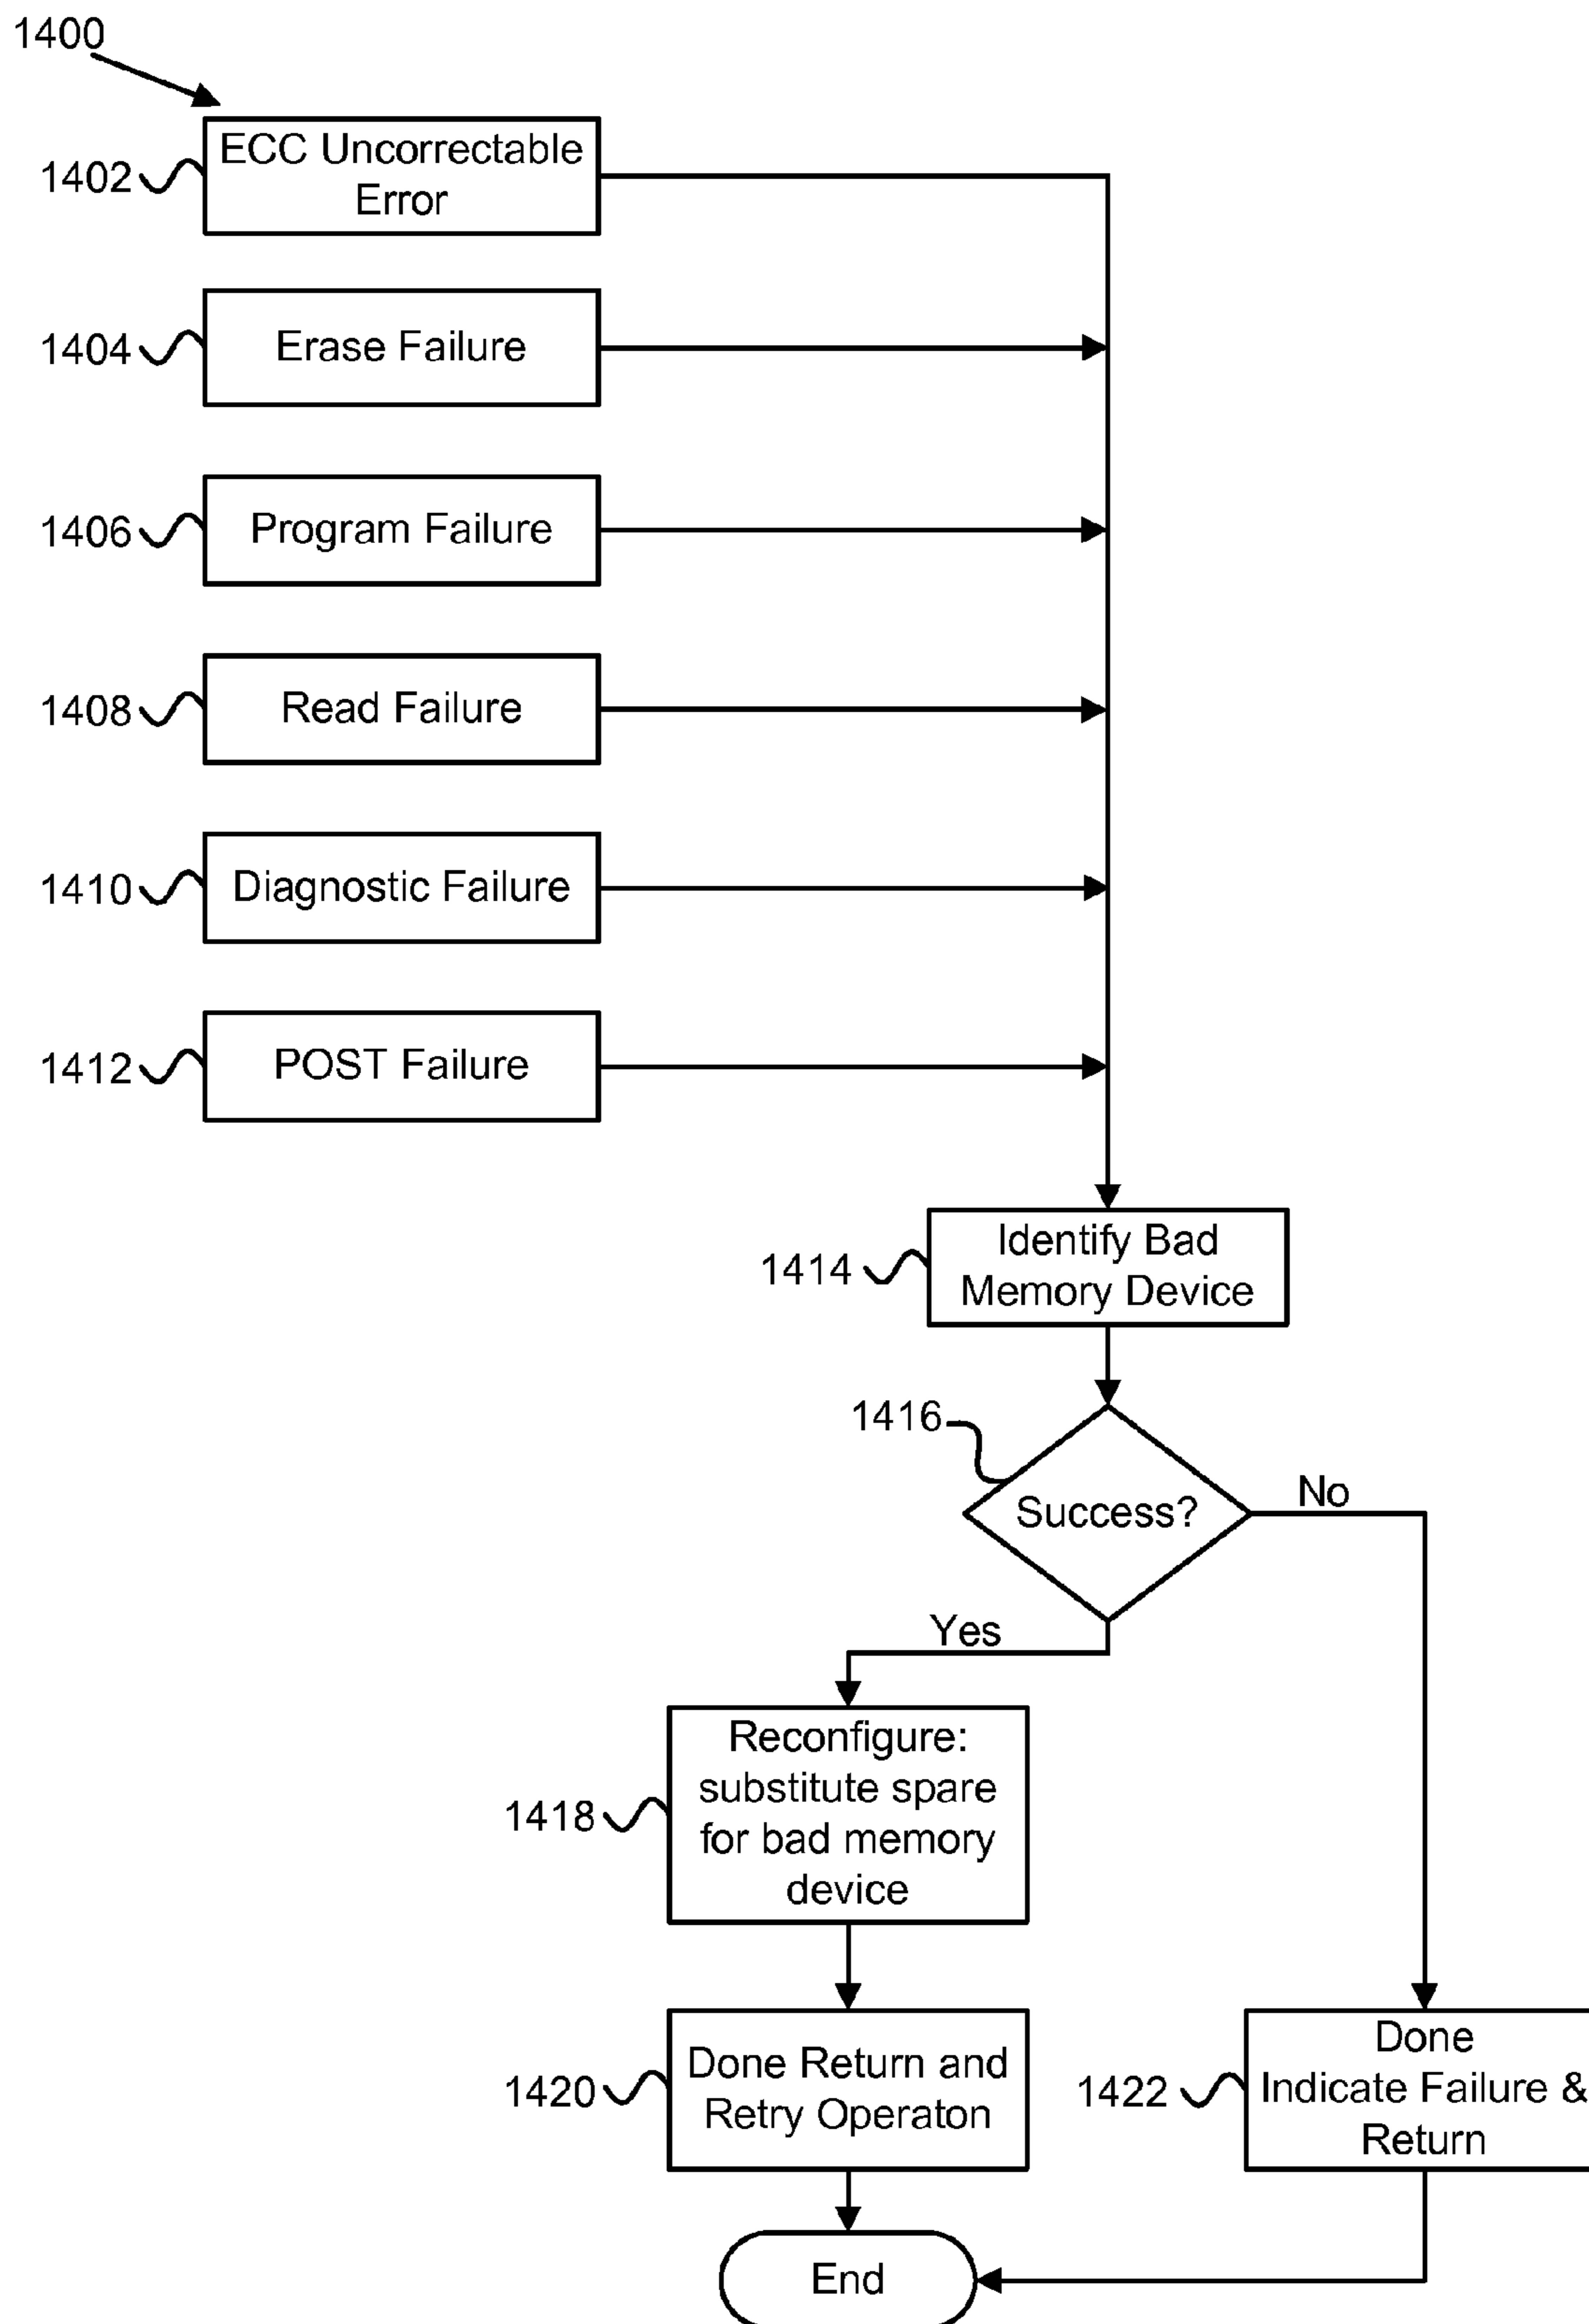 1400
1402
ECC Uncorrectable
Error
1404
Erase Failure
1406
Program Failure
1408
Read Failure
1410
Diagnostic Failure
1412
POST Failure
1414
Identify Bad
Memory Device
1416
Success?
No
Yes
1418
Reconfigure:
substitute spare
for bad memory
device
1420
Done Return and
Retry Operaton
1422
Done
Indicate Failure &
Return
End